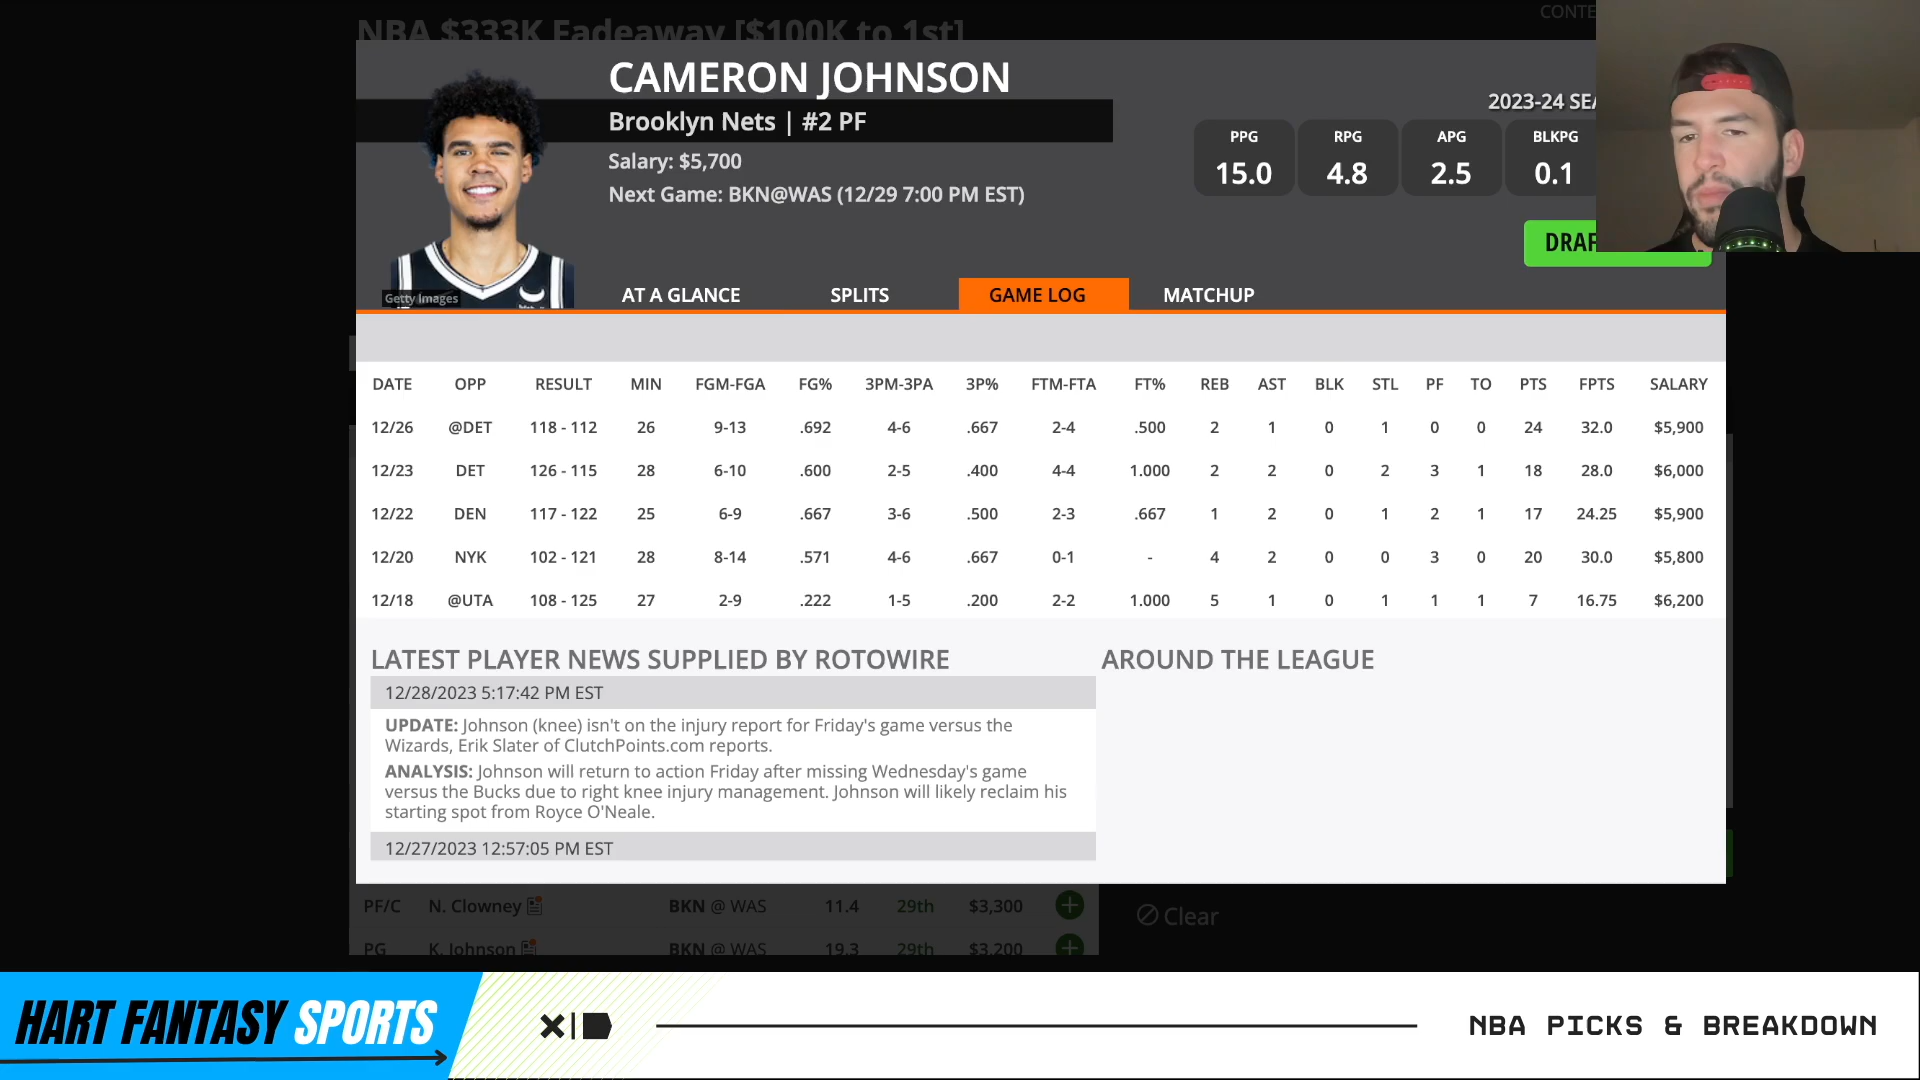 NBA $333K Fadeaway [$100K to 1st]
CONTE
CAMERON JOHNSON
Brooklyn Nets | #2 PF
Salary: $5,700
Next Game: BKN@WAS (12/29 7:00 PM EST)
2023-24 SEA
PPG RPG APG BLKPG
15.0 4.8 2.5 0.1
DRAF
Getty Images
AT A GLANCE SPLITS GAME LOG MATCHUP
DATE OPP RESULT MIN FGM-FGA FG% 3PM-3PA 3P% FTM-FTA FT% REB AST BLK STL PF TO PTS FPTS SALARY
12/26 @DET 118 - 112 26 9-13 .692 4-6 .667 2-4 .500 2 1 0 1 0 0 24 32.0 $5,900
12/23 DET 126 - 115 28 6-10 .600 2-5 .400 4-4 1.000 2 2 0 2 3 1 18 28.0 $6,000
12/22 DEN 117 - 122 25 6-9 .667 3-6 .500 2-3 .667 1 2 0 1 2 1 17 24.25 $5,900
12/20 NYK 102 - 121 28 8-14 .571 4-6 .667 0-1 - 4 2 0 0 3 0 20 30.0 $5,800
12/18 @UTA 108 - 125 27 2-9 .222 1-5 .200 2-2 1.000 5 1 0 1 1 1 7 16.75 $6,200
LATEST PLAYER NEWS SUPPLIED BY ROTOWIRE
AROUND THE LEAGUE
12/28/2023 5:17:42 PM EST
UPDATE: Johnson (knee) isn't on the injury report for Friday's game versus the
Wizards, Erik Slater of ClutchPoints.com reports.
ANALYSIS: Johnson will return to action Friday after missing Wednesday's game
versus the Bucks due to right knee injury management. Johnson will likely reclaim his
starting spot from Royce O'Neale.
12/27/2023 12:57:05 PM EST
PF/C N. Clowney BKN @ WAS 11.4 29th $3,300
Clear
PG K. Johnson BKN @ WAS 19.3 29th $3,200
HART FANTASY SPORTS
NBA PICKS & BREAKDOWN